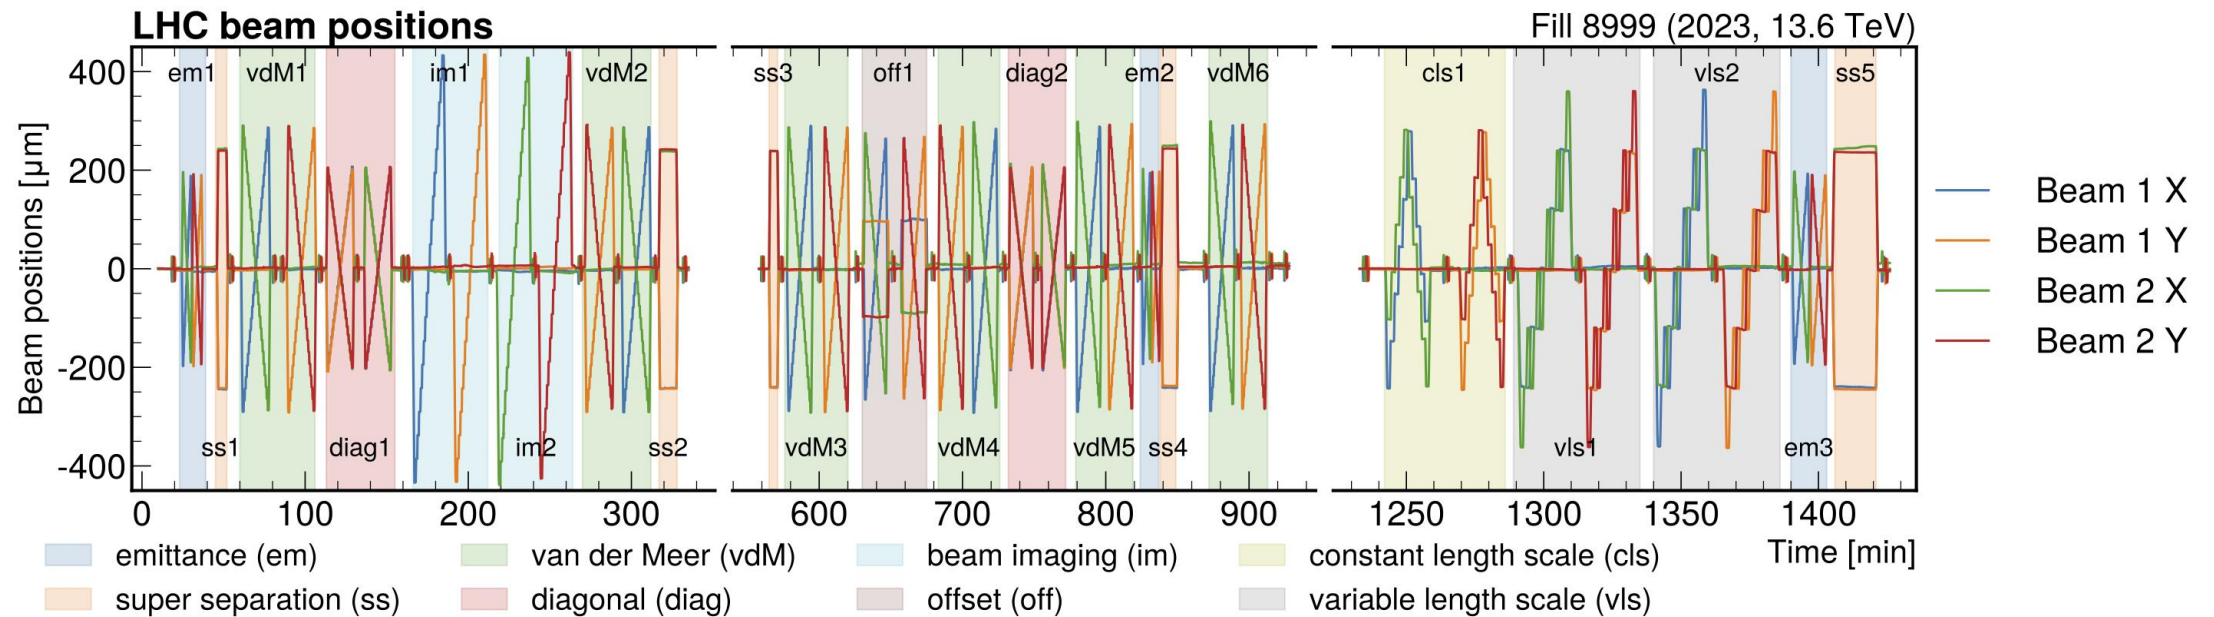 LHC beam positions
Fill 8999 (2023, 13.6 TeV)
Beam positions [µm]
400
200
0
-200
-400
em1
vdM1
im1
vdM2
ss3
off1
diag2
em2
vdM6
cls1
vls2
ss5
ss1
diag1
im2
ss2
vdM3
vdM4
vdM5
ss4
vls1
em3
0 100 200 300 600 700 800 900 1250 1300 1350 1400
Time [min]
Beam 1 X
Beam 1 Y
Beam 2 X
Beam 2 Y
emittance (em)
van der Meer (vdM)
beam imaging (im)
constant length scale (cls)
super separation (ss)
diagonal (diag)
offset (off)
variable length scale (vls)